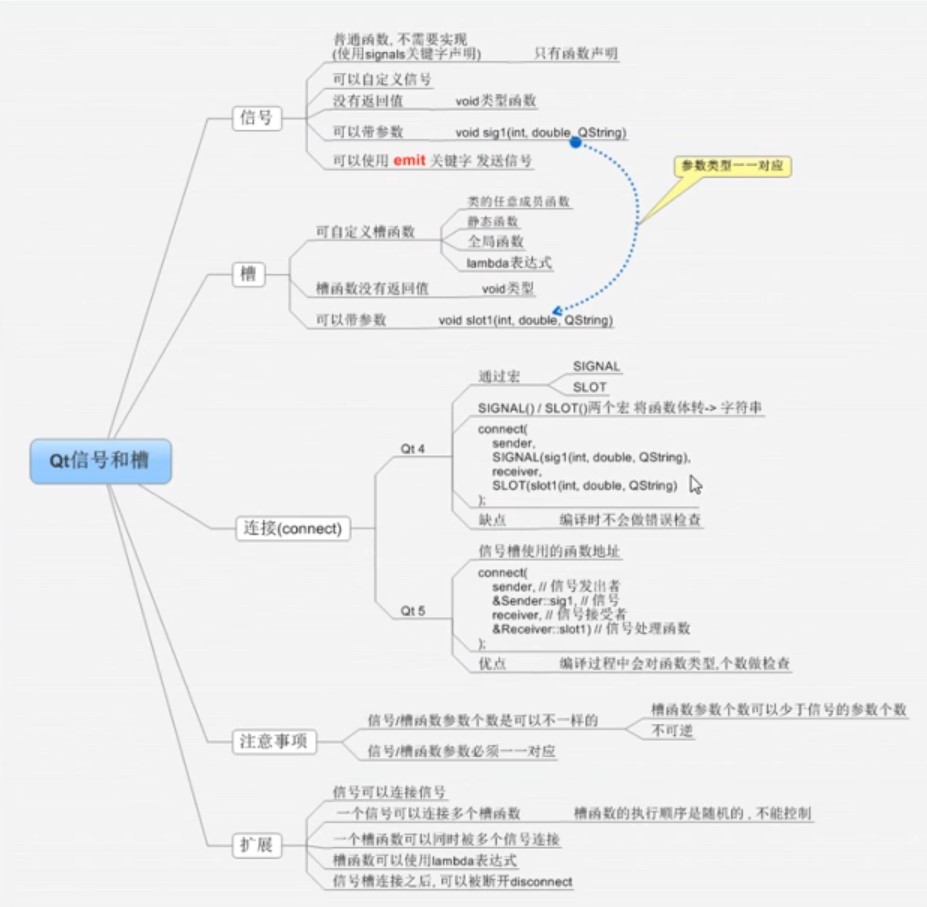 普通函数, 不需要实现
(使用signals关键字声明)
只有函数声明
可以自定义信号
没有返回值
void类型函数
信号
可以带参数
void sig1(int, double, QString)
可以使用 emit 关键字 发送信号
参数类型一一对应
类的任意成员函数
静态函数
可自定义槽函数
全局函数
lambda表达式
槽
槽函数没有返回值
void类型
可以带参数
void slot1(int, double, QString)
Qt信号和槽
连接(connect)
Qt 4
通过宏
SIGNAL
SLOT
SIGNAL() / SLOT()两个宏 将函数体转-> 字符串
connect(
sender,
SIGNAL(sig1(int, double, QString),
receiver,
SLOT(slot1(int, double, QString)
);
缺点
编译时不会做错误检查
Qt 5
信号槽使用的函数地址
connect(
sender, // 信号发出者
&Sender::sig1, // 信号
receiver, // 信号接受者
&Receiver::slot1) // 信号处理函数
);
优点
编译过程中会对函数类型,个数做检查
注意事项
信号/槽函数参数个数是可以不一样的
槽函数参数个数可以少于信号的参数个数
不可逆
信号/槽函数参数必须一一对应
扩展
信号可以连接信号
一个信号可以连接多个槽函数
槽函数的执行顺序是随机的 , 不能控制
一个槽函数可以同时被多个信号连接
槽函数可以使用lambda表达式
信号槽连接之后, 可以被断开disconnect